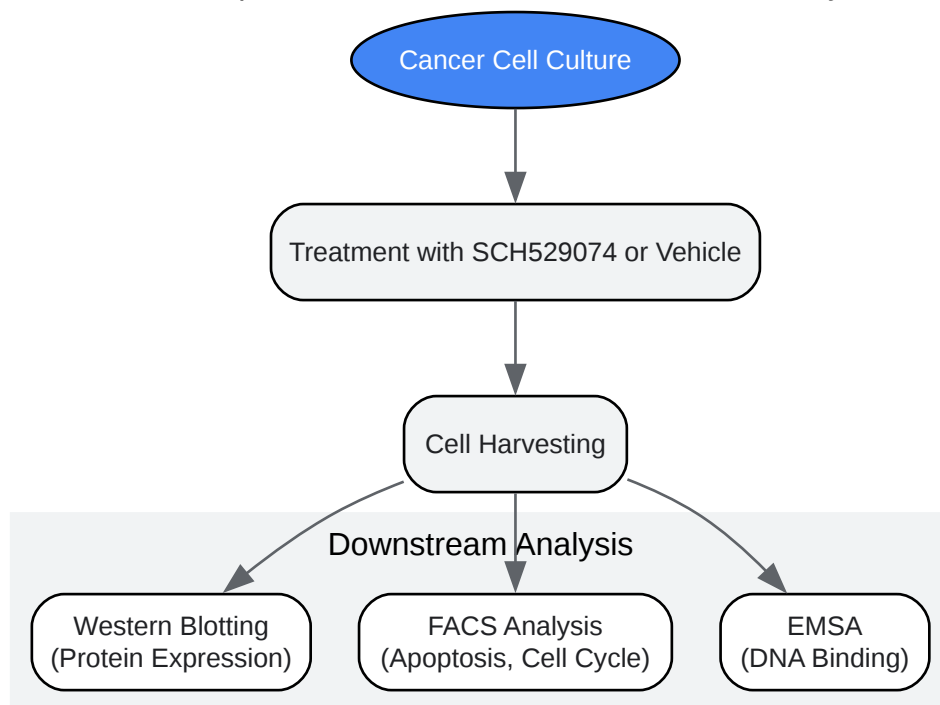 Cancer Cell Culture
Treatment with SCH529074 or Vehicle
Cell Harvesting
Downstream Analysis
Western Blotting
(Protein Expression)
FACS Analysis
(Apoptosis, Cell Cycle)
EMSA
(DNA Binding)